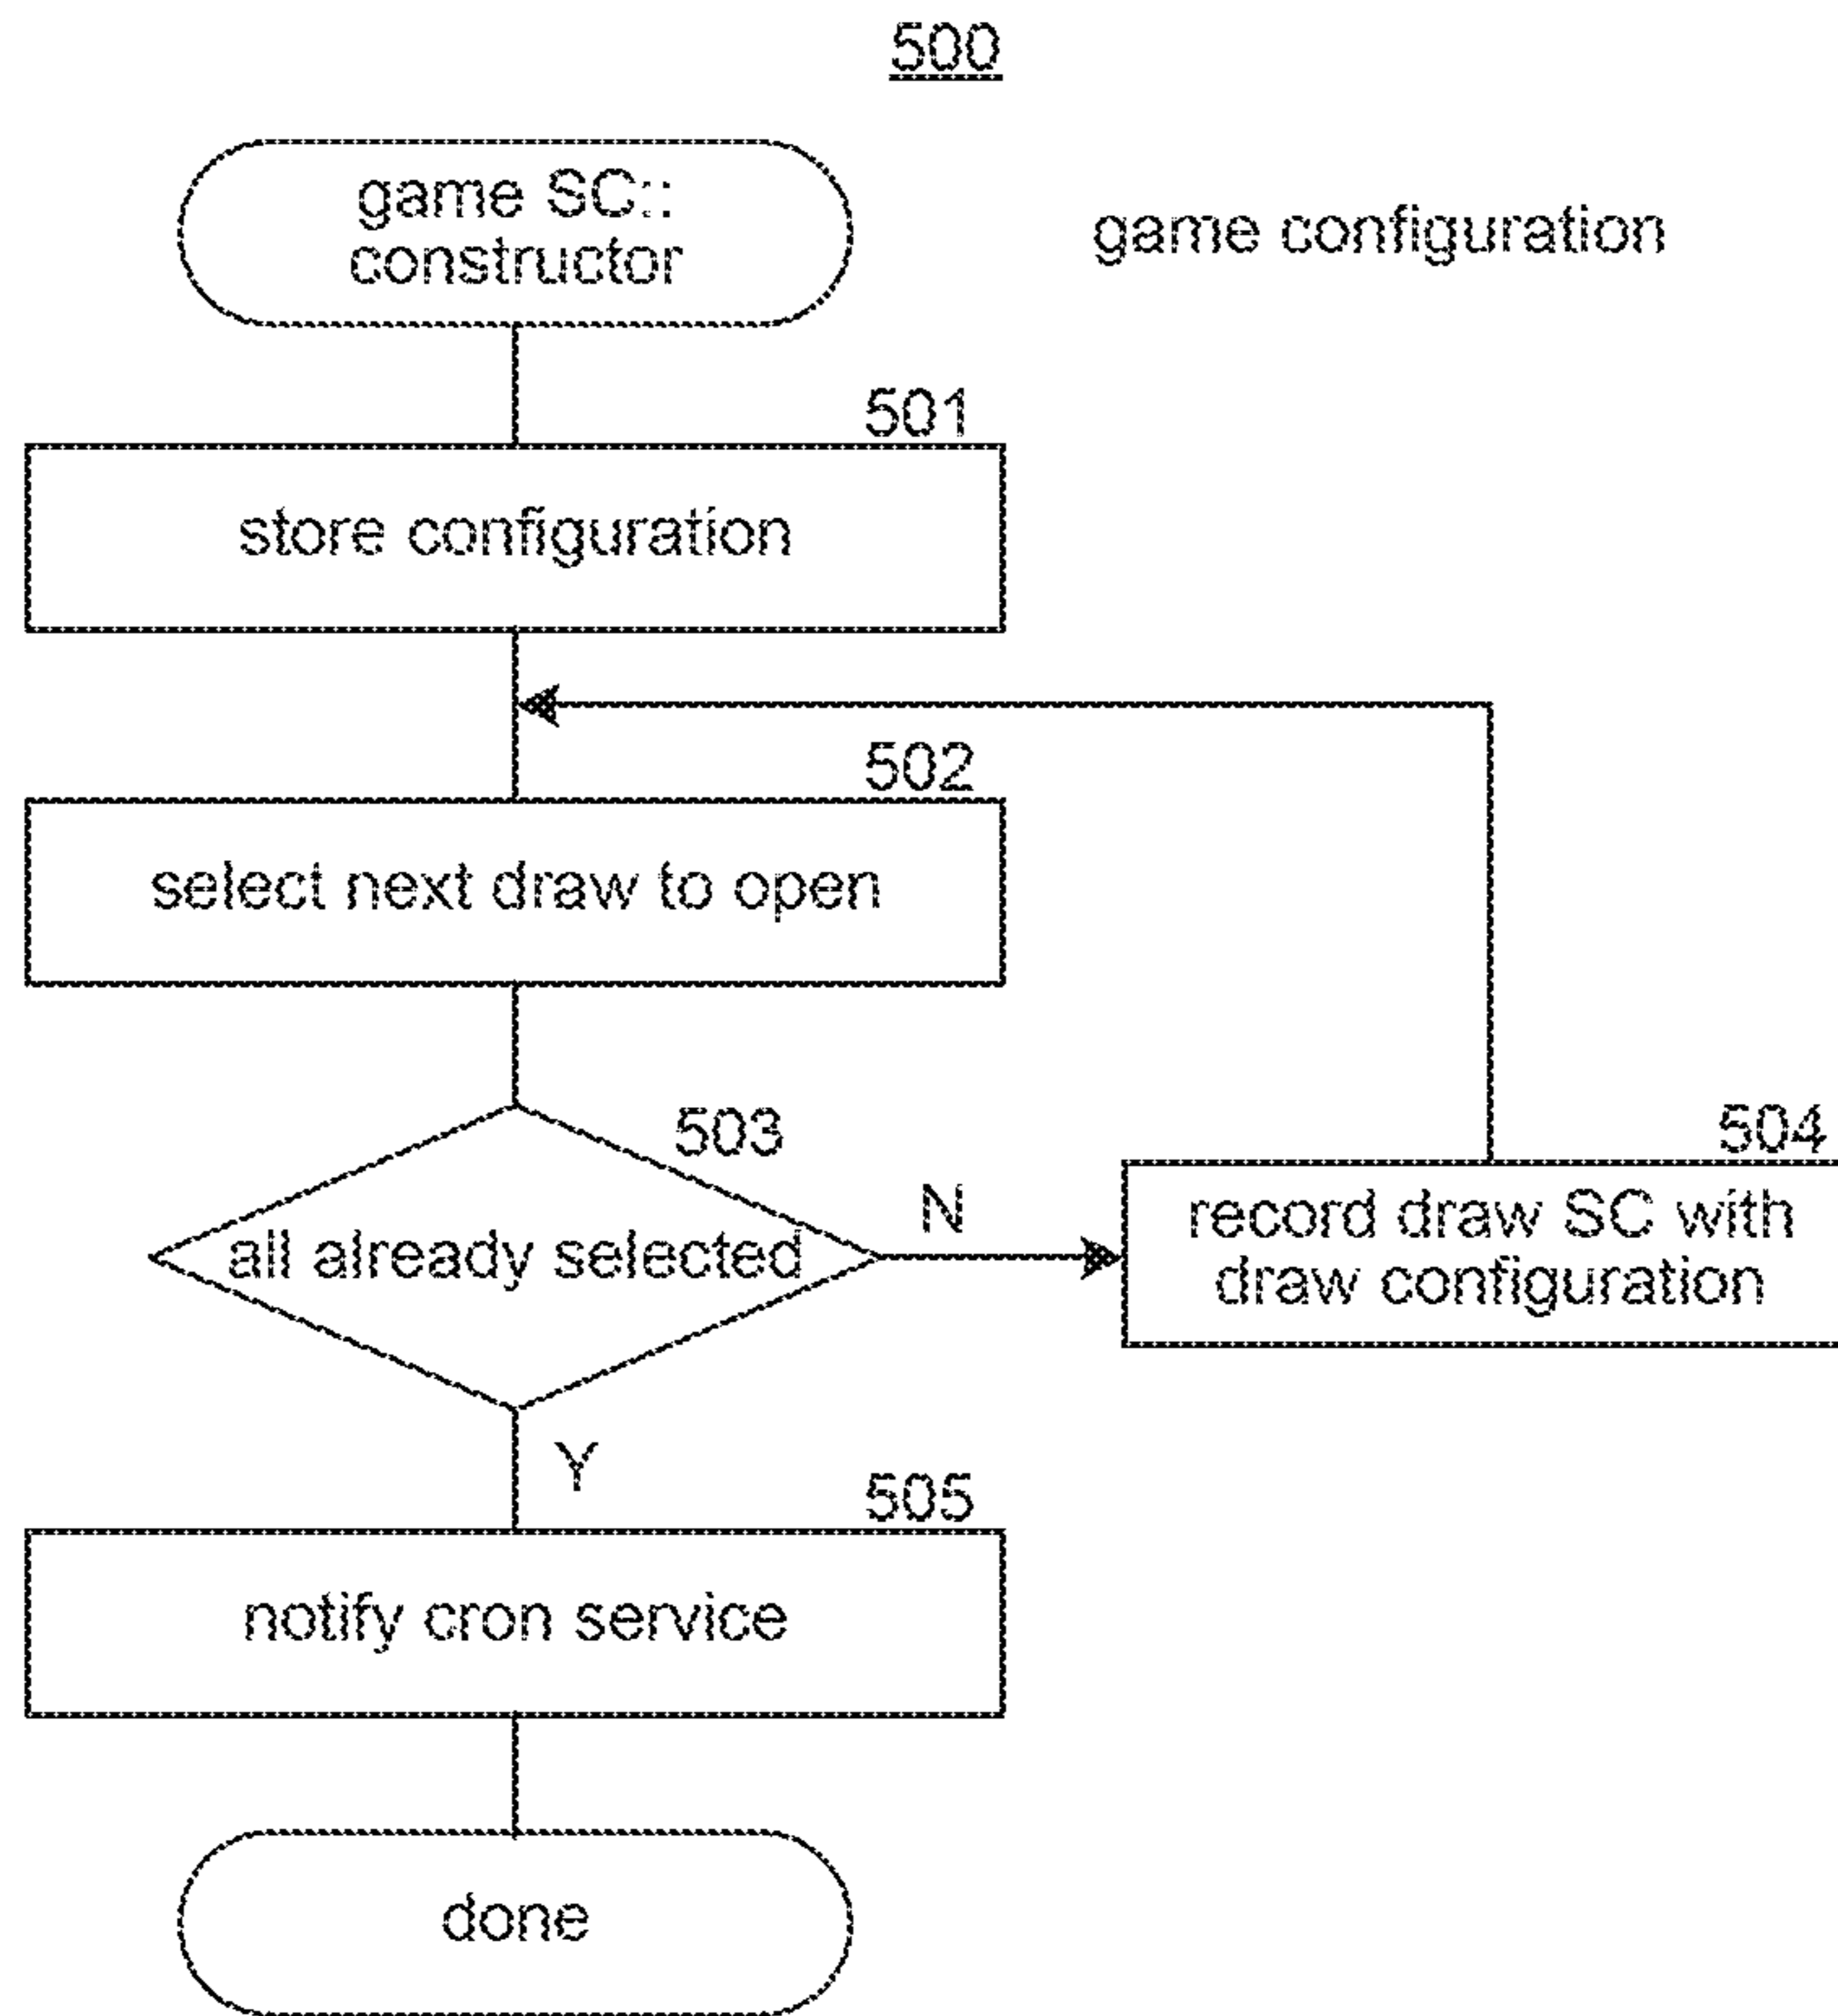 500
game SC::
constructor
game configuration
501
store configuration
502
select next draw to open
503
all already selected
N
504
record draw SC with
draw configuration
Y
505
notify cron service
done